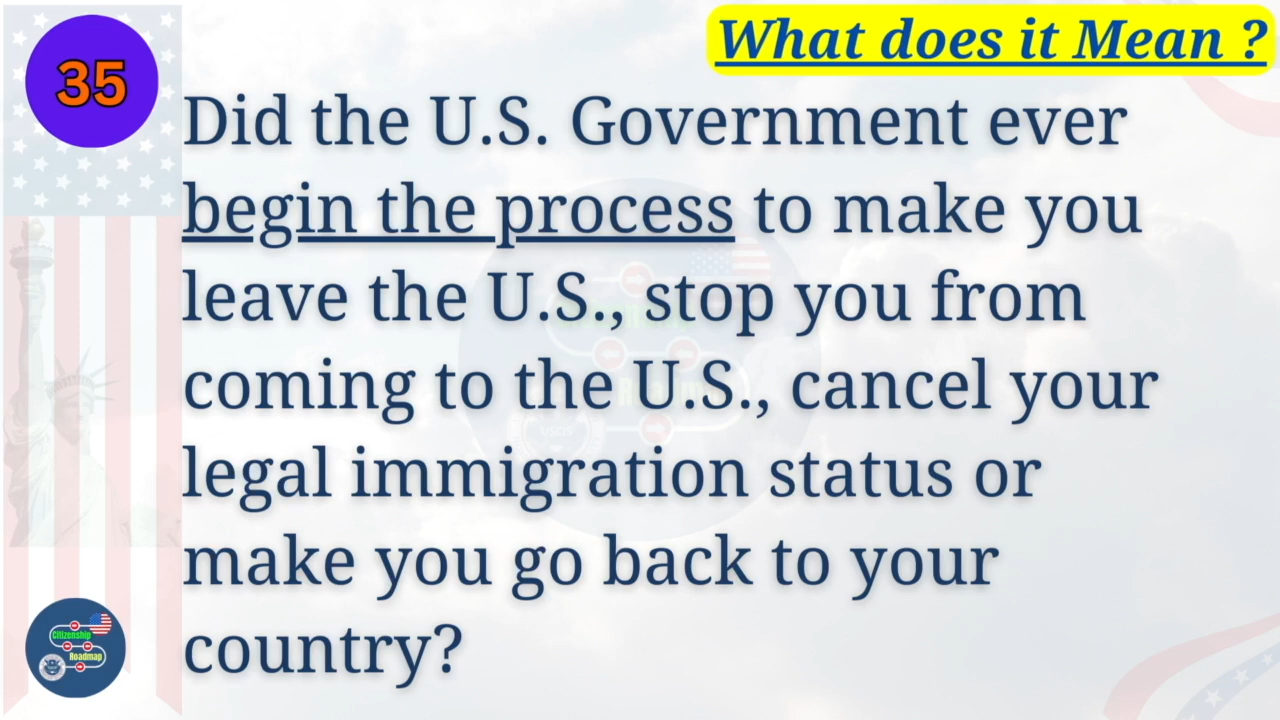 35
What does it Mean ?
Did the U.S. Government ever
begin the process to make you
leave the U.S., stop you from
coming to the U.S., cancel your
legal immigration status or
make you go back to your
country?
Citizenship
Roadmap